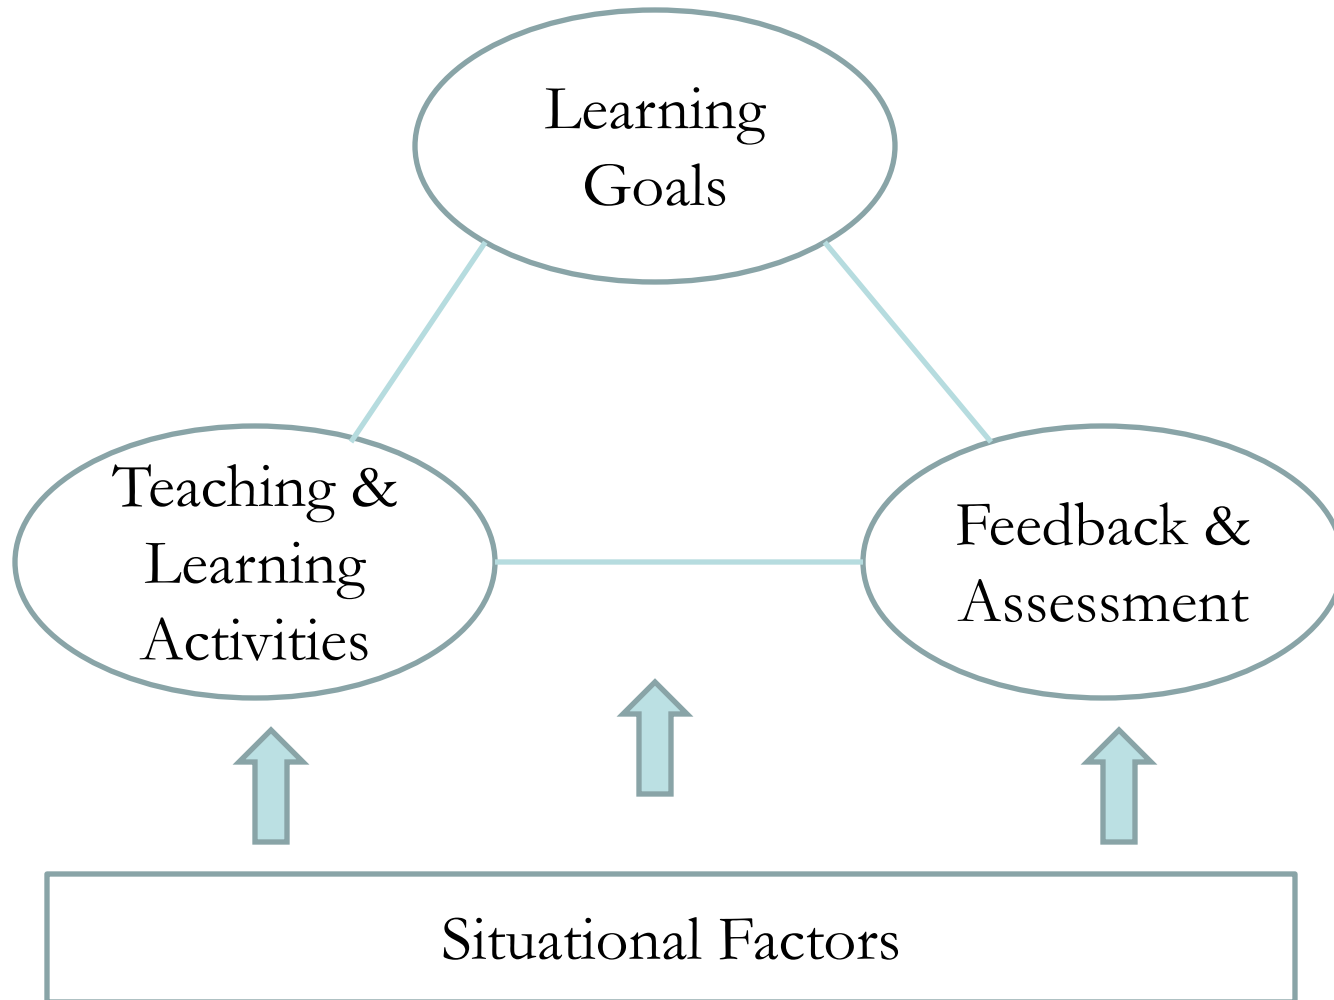 Learning
Goals
Teaching &
Learning
Activities
Feedback &
Assessment
Situational Factors